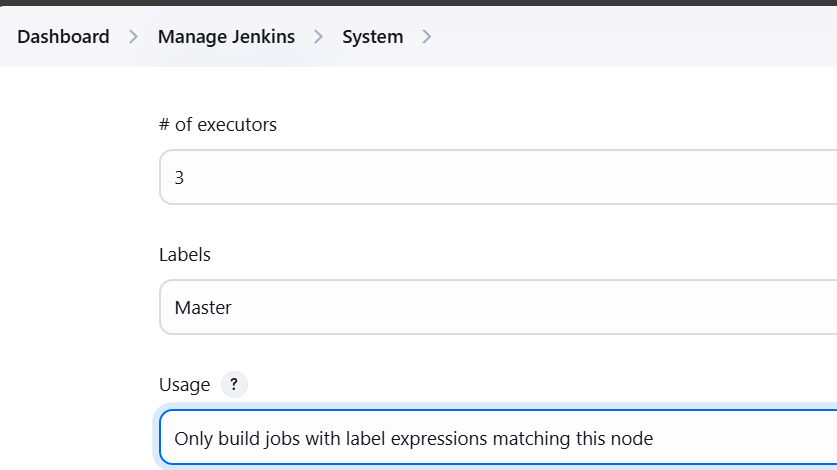 Dashboard > Manage Jenkins > System >
# of executors
3
Labels
Master
Usage ?
Only build jobs with label expressions matching this node